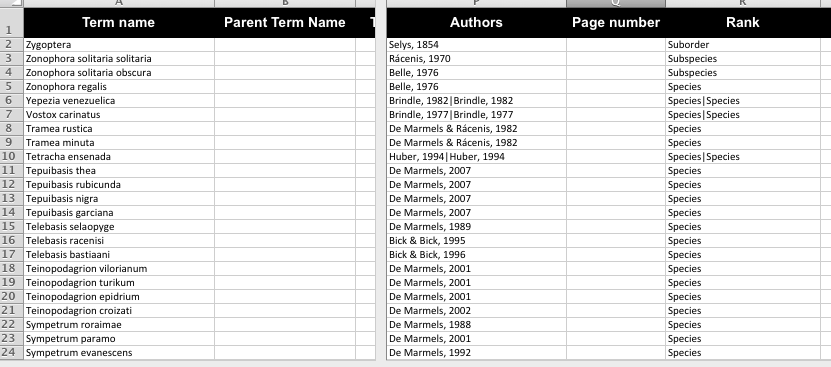 A B P Q R
1 Term name Parent Term Name T Authors Page number Rank
2 Zygoptera Selys, 1854 Suborder
3 Zonophora solitaria solitaria Rácenis, 1970 Subspecies
4 Zonophora solitaria obscura Belle, 1976 Subspecies
5 Zonophora regalis Belle, 1976 Species
6 Yepezia venezuelica Brindle, 1982|Brindle, 1982 Species|Species
7 Vostox carinatus Brindle, 1977|Brindle, 1977 Species|Species
8 Tramea rustica De Marmels & Rácenis, 1982 Species
9 Tramea minuta De Marmels & Rácenis, 1982 Species
10 Tetracha ensenada Huber, 1994|Huber, 1994 Species|Species
11 Tepuibasis thea De Marmels, 2007 Species
12 Tepuibasis rubicunda De Marmels, 2007 Species
13 Tepuibasis nigra De Marmels, 2007 Species
14 Tepuibasis garciana De Marmels, 2007 Species
15 Telebasis selaopyge De Marmels, 1989 Species
16 Telebasis racenisi Bick & Bick, 1995 Species
17 Telebasis bastiaani Bick & Bick, 1996 Species
18 Teinopodagrion vilorianum De Marmels, 2001 Species
19 Teinopodagrion turikum De Marmels, 2001 Species
20 Teinopodagrion epidrium De Marmels, 2001 Species
21 Teinopodagrion croizati De Marmels, 2002 Species
22 Sympetrum roraimae De Marmels, 1988 Species
23 Sympetrum paramo De Marmels, 2001 Species
24 Sympetrum evanescens De Marmels, 1992 Species